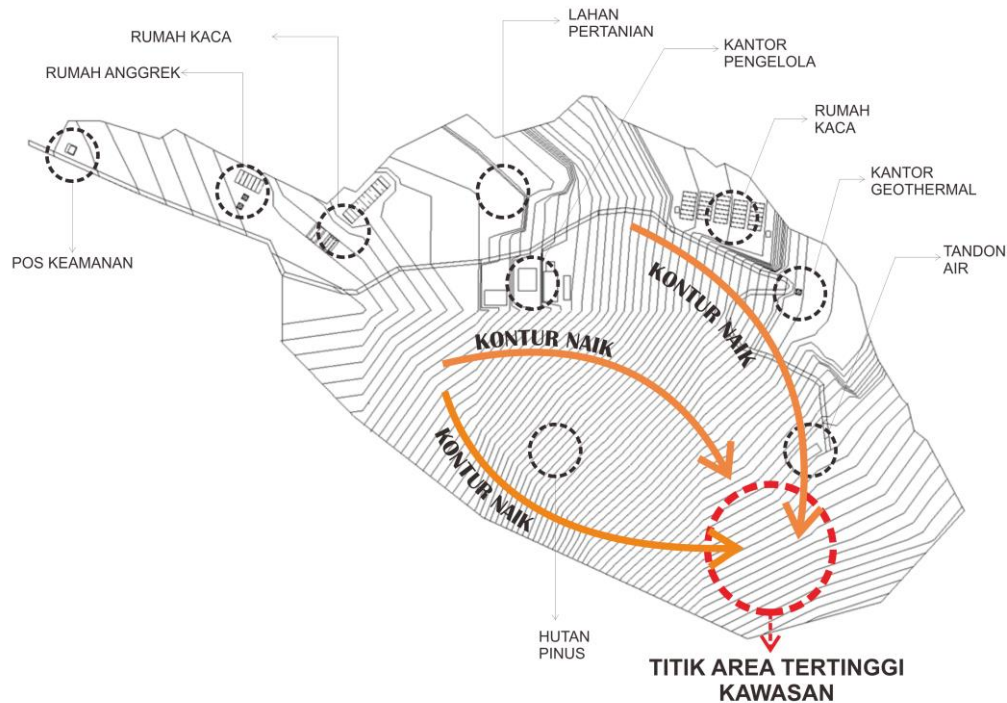 LAHAN
PERTANIAN
RUMAH KACA
KANTOR
PENGELOLA
RUMAH ANGGREK
RUMAH
KACA
KANTOR
GEOTHERMAL
POS KEAMANAN
TANDON
AIR
KONTUR NAIK
KONTUR NAIK
KONTUR NAIK
HUTAN
PINUS
TITIK AREA TERTINGGI
KAWASAN